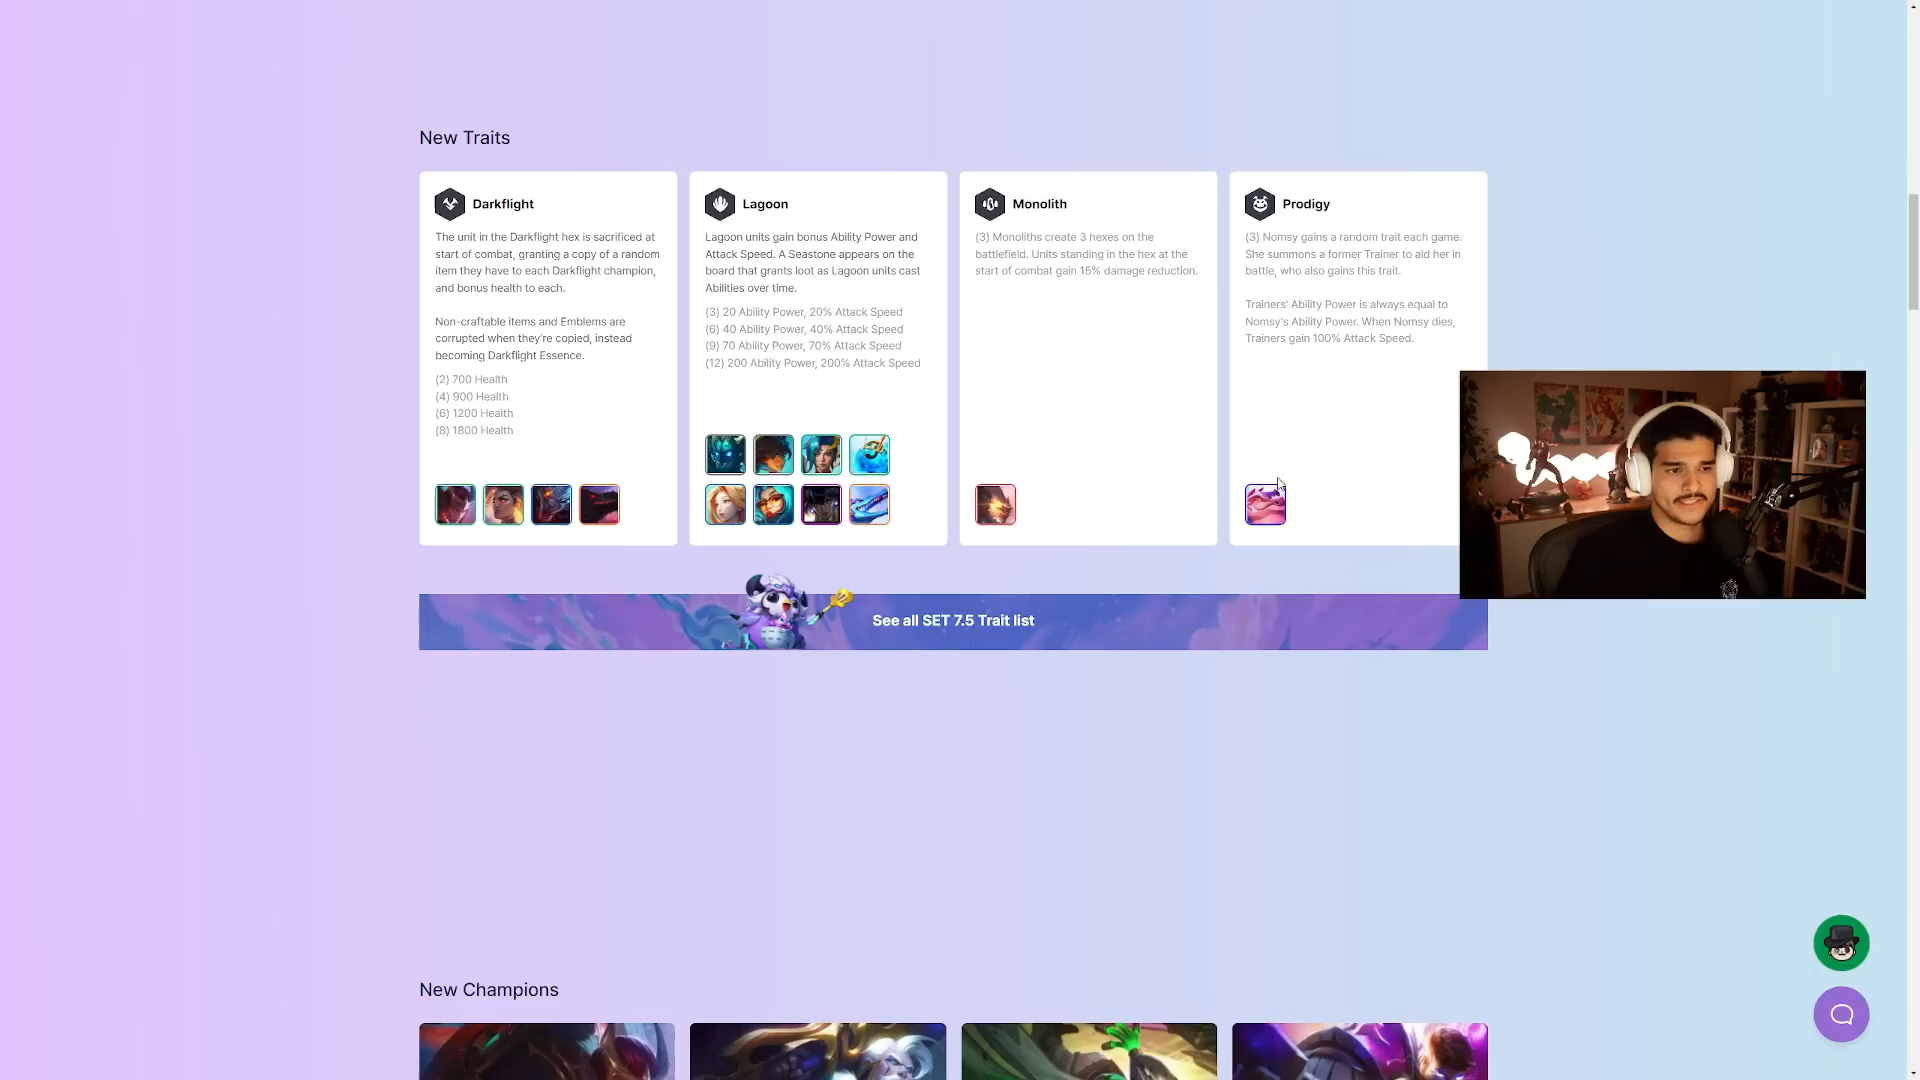 New Traits
Darkflight
The unit in the Darkflight hex is sacrificed at
start of combat, granting a copy of a random
item they have to each Darkflight champion,
and bonus health to each.
Non-craftable items and Emblems are
corrupted when they're copied, instead
becoming Darkflight Essence.
(2) 700 Health
(4) 900 Health
(6) 1200 Health
(8) 1800 Health
Lagoon
Lagoon units gain bonus Ability Power and
Attack Speed. A Seastone appears on the
board that grants loot as Lagoon units cast
Abilities over time.
(3) 20 Ability Power, 20% Attack Speed
(6) 40 Ability Power, 40% Attack Speed
(9) 70 Ability Power, 70% Attack Speed
(12) 200 Ability Power, 200% Attack Speed
Monolith
(3) Monoliths create 3 hexes on the
battlefield. Units standing in the hex at the
start of combat gain 15% damage reduction.
Prodigy
(3) Nomsy gains a random trait each game.
She summons a former Trainer to aid her in
battle, who also gains this trait.
Trainers' Ability Power is always equal to
Nomsy's Ability Power. When Nomsy dies,
Trainers gain 100% Attack Speed.
See all SET 7.5 Trait list
New Champions